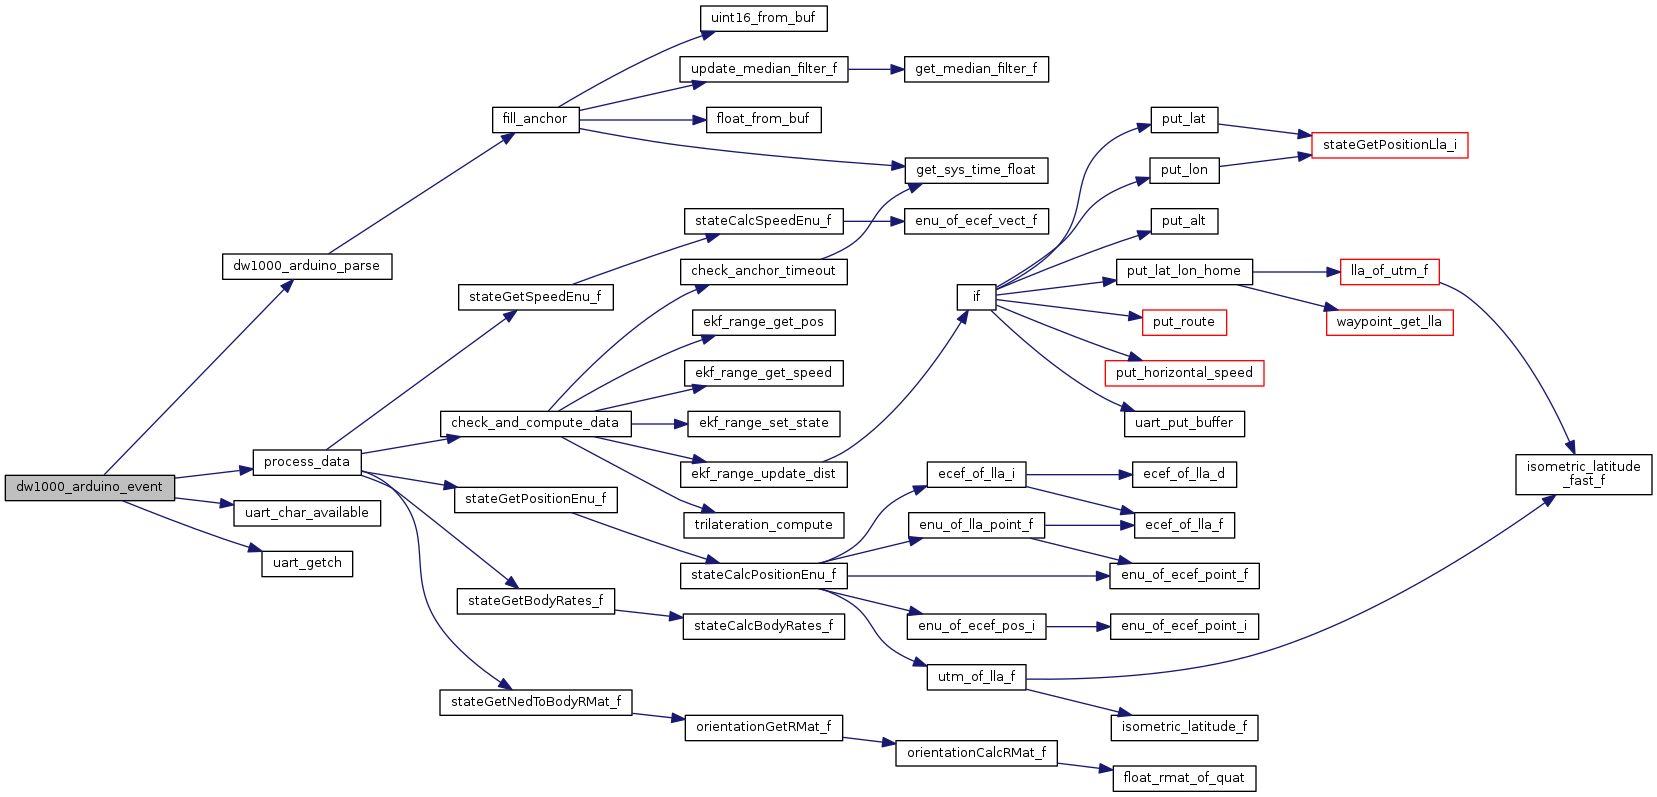 uint16_from_buf
update_median_filter_f
get_median_filter_f
fill_anchor
float_from_buf
put_lat
stateGetPositionLla_i
get_sys_time_float
put_lon
stateCalcSpeedEnu_f
enu_of_ecef_vect_f
put_alt
dw1000_arduino_parse
check_anchor_timeout
put_lat_lon_home
lla_of_utm_f
stateGetSpeedEnu_f
if
ekf_range_get_pos
put_route
waypoint_get_lla
ekf_range_get_speed
put_horizontal_speed
check_and_compute_data
ekf_range_set_state
uart_put_buffer
process_data
ekf_range_update_dist
ecef_of_lla_i
ecef_of_lla_d
isometric_latitude
_fast_f
dw1000_arduino_event
stateGetPositionEnu_f
uart_char_available
trilateration_compute
enu_of_lla_point_f
ecef_of_lla_f
uart_getch
stateCalcPositionEnu_f
enu_of_ecef_point_f
stateGetBodyRates_f
stateCalcBodyRates_f
enu_of_ecef_pos_i
enu_of_ecef_point_i
utm_of_lla_f
stateGetNedToBodyRMat_f
orientationGetRMat_f
isometric_latitude_f
orientationCalcRMat_f
float_rmat_of_quat